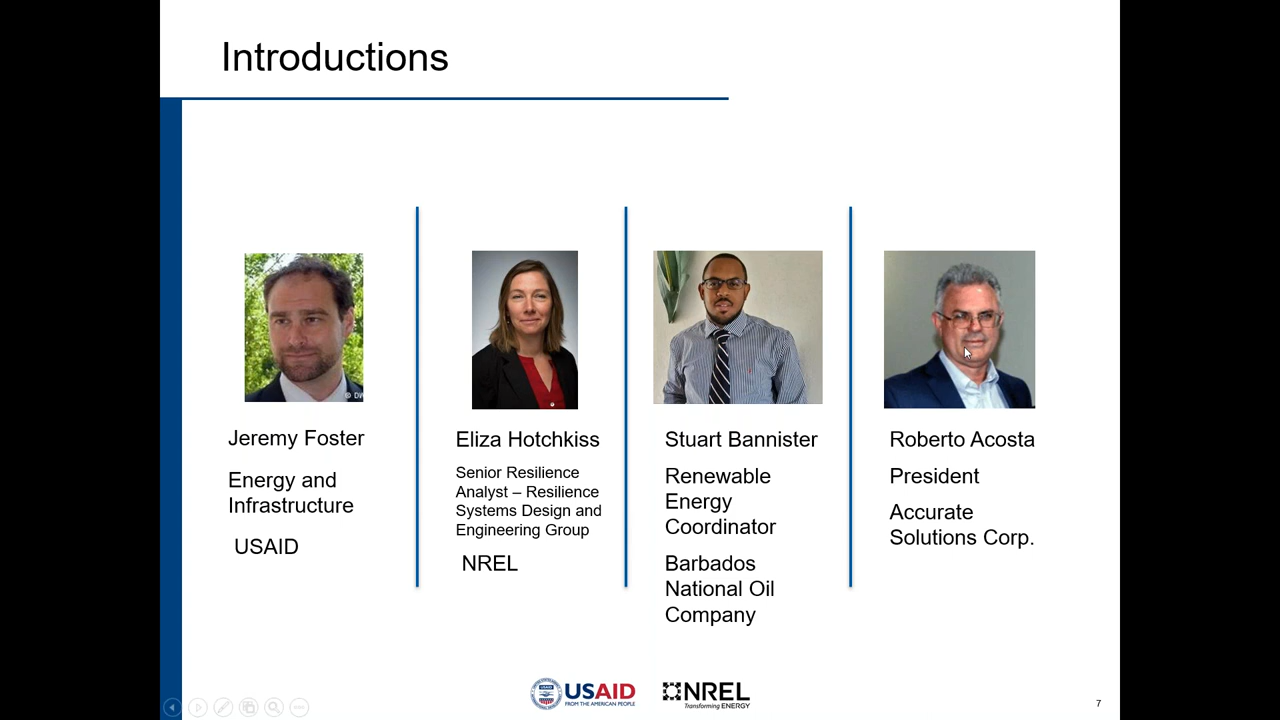 Introductions
© DW
Jeremy Foster
Energy and
Infrastructure
USAID
Eliza Hotchkiss
Senior Resilience
Analyst – Resilience
Systems Design and
Engineering Group
NREL
Stuart Bannister
Renewable
Energy
Coordinator
Barbados
National Oil
Company
Roberto Acosta
President
Accurate
Solutions Corp.
USAID
FROM THE AMERICAN PEOPLE
NREL
Transforming ENERGY
7